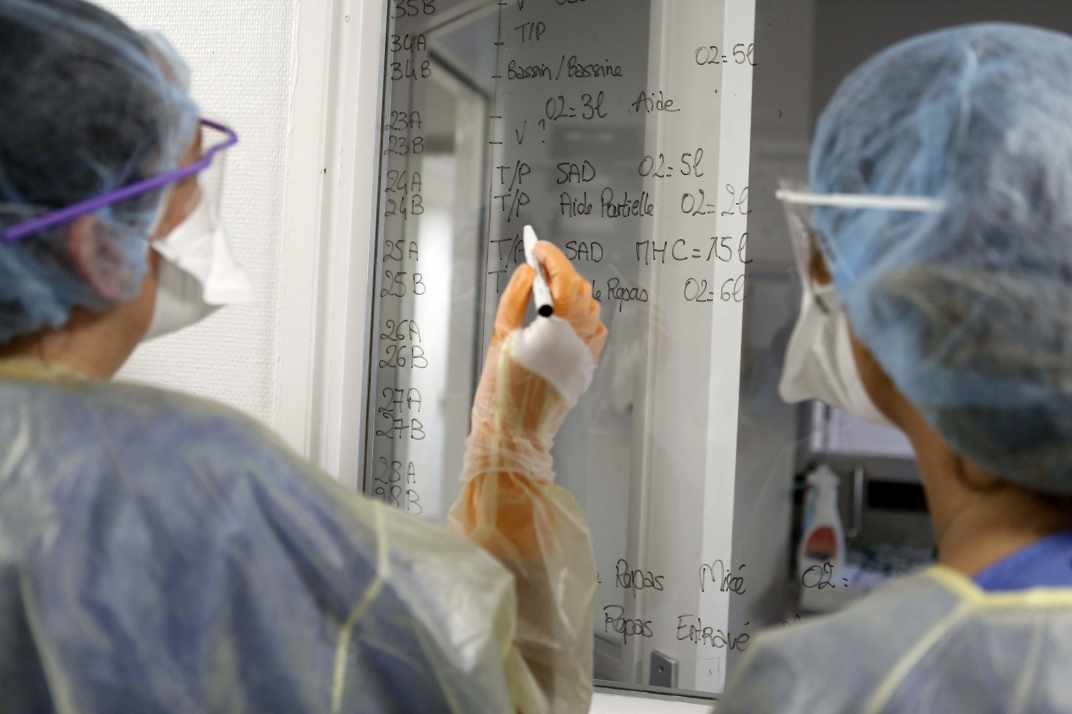 35B - V
34A - T/P O2=5l
34B - Bassin/Bassine
O2=3l Aide
23A -
23B - V ?
24A T/P SAD O2=5l
24B T/P Aide Partielle O2=2l
25A SAD MHC=15l
25B Repas O2=6l
26A
26B
27A
27B
28A
28B
Repas Mixé O2=
Repas Entravé